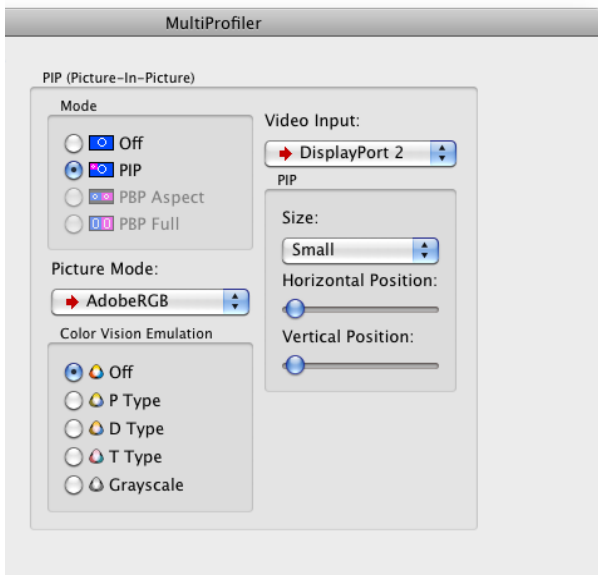 MultiProfiler
PIP (Picture-In-Picture)
Mode
Off
PIP
PBP Aspect
PBP Full
Picture Mode:
AdobeRGB
Color Vision Emulation
Off
P Type
D Type
T Type
Grayscale
Video Input:
DisplayPort 2
PIP
Size:
Small
Horizontal Position:
Vertical Position: